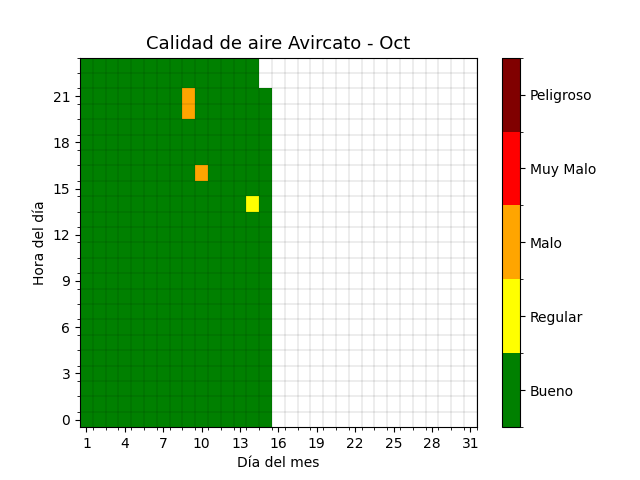 Calidad de aire Avircato - Oct
Hora del día
21
18
15
12
9
6
3
0
1 4 7 10 13 16 19 22 25 28 31
Día del mes
Peligroso
Muy Malo
Malo
Regular
Bueno